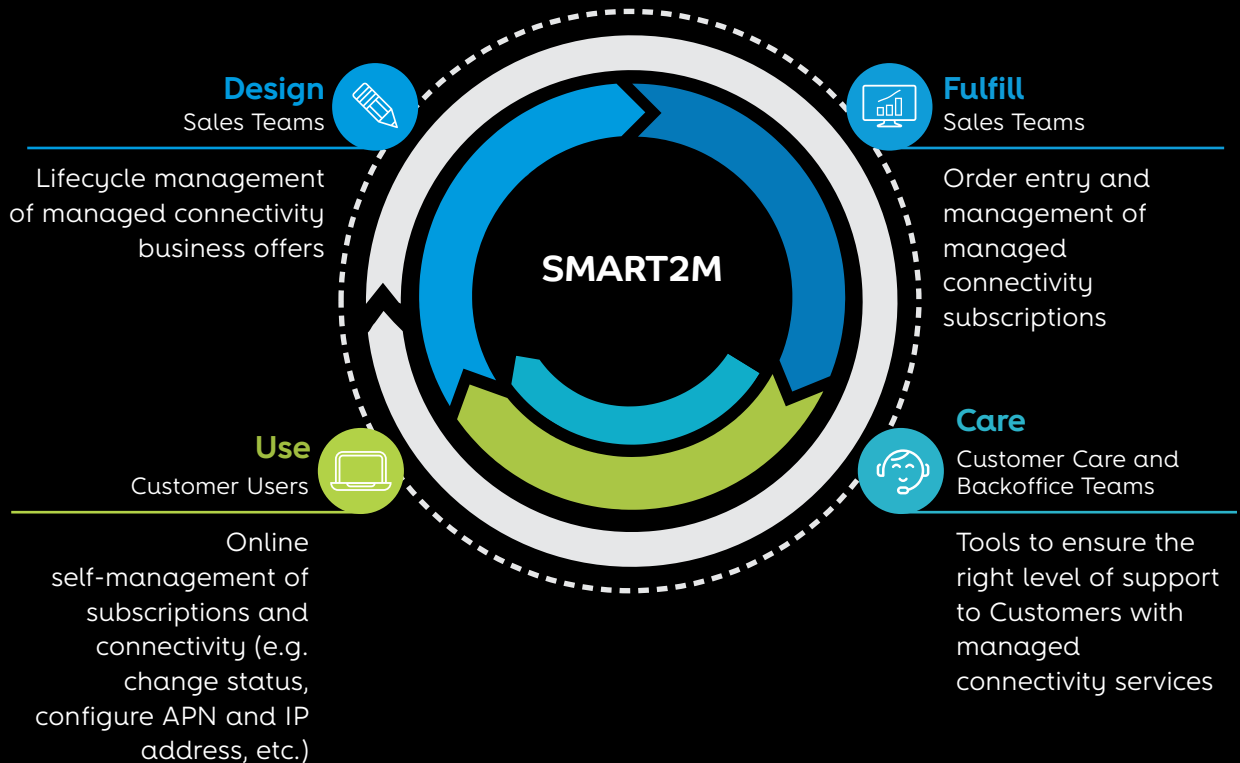 Design
Sales Teams
Lifecycle management
of managed connectivity
business offers
Fulfill
Sales Teams
Order entry and
management of
managed
connectivity
subscriptions
SMART2M
Use
Customer Users
Online
self-management of
subscriptions and
connectivity (e.g.
change status,
configure APN and IP
address, etc.)
Care
Customer Care and
Backoffice Teams
Tools to ensure the
right level of support
to Customers with
managed
connectivity services